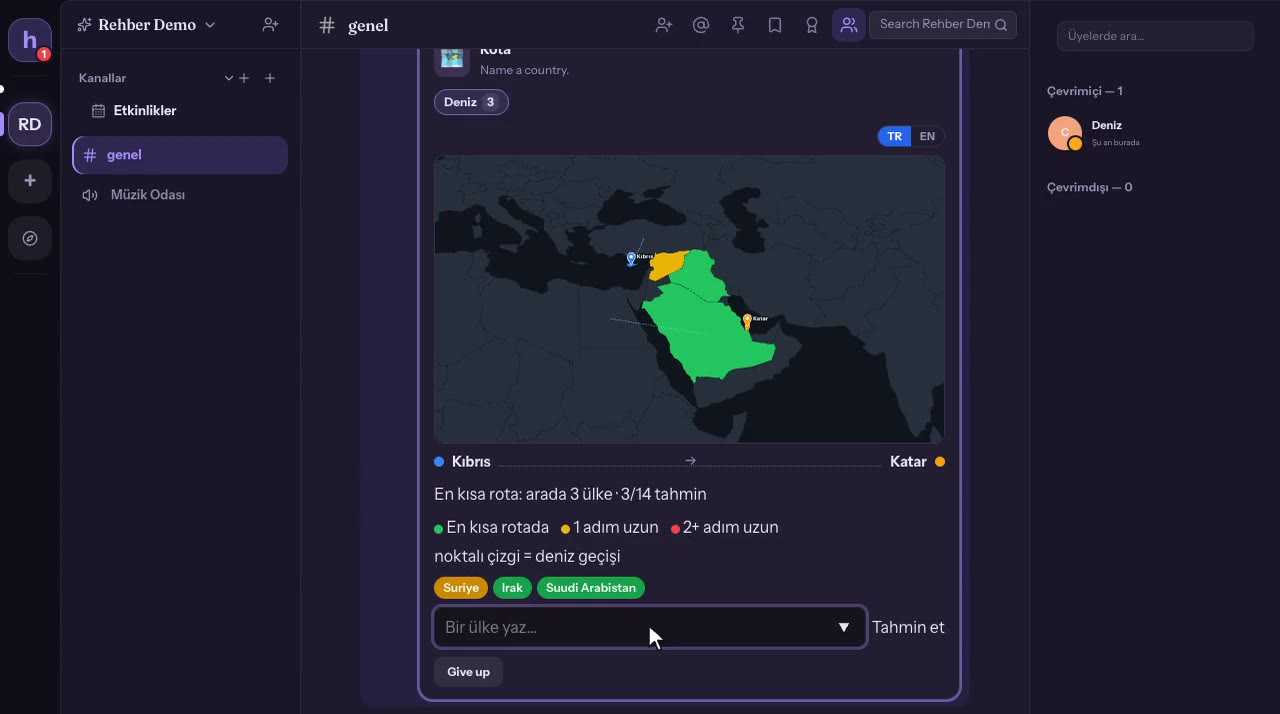 h
1
RD
Rehber Demo
Kanallar
Etkinlikler
genel
Müzik Odası
genel
Search Rehber Den
Rota
Name a country.
Deniz 3
TR EN
Kıbrıs
Katar
Kıbrıs → Katar
En kısa rota: arada 3 ülke · 3/14 tahmin
En kısa rotada 1 adım uzun 2+ adım uzun
noktalı çizgi = deniz geçişi
Suriye Irak Suudi Arabistan
Bir ülke yaz... Tahmin et
Give up
Üyelerde ara...
Çevrimiçi — 1
C
Deniz
Şu an burada
Çevrimdışı — 0